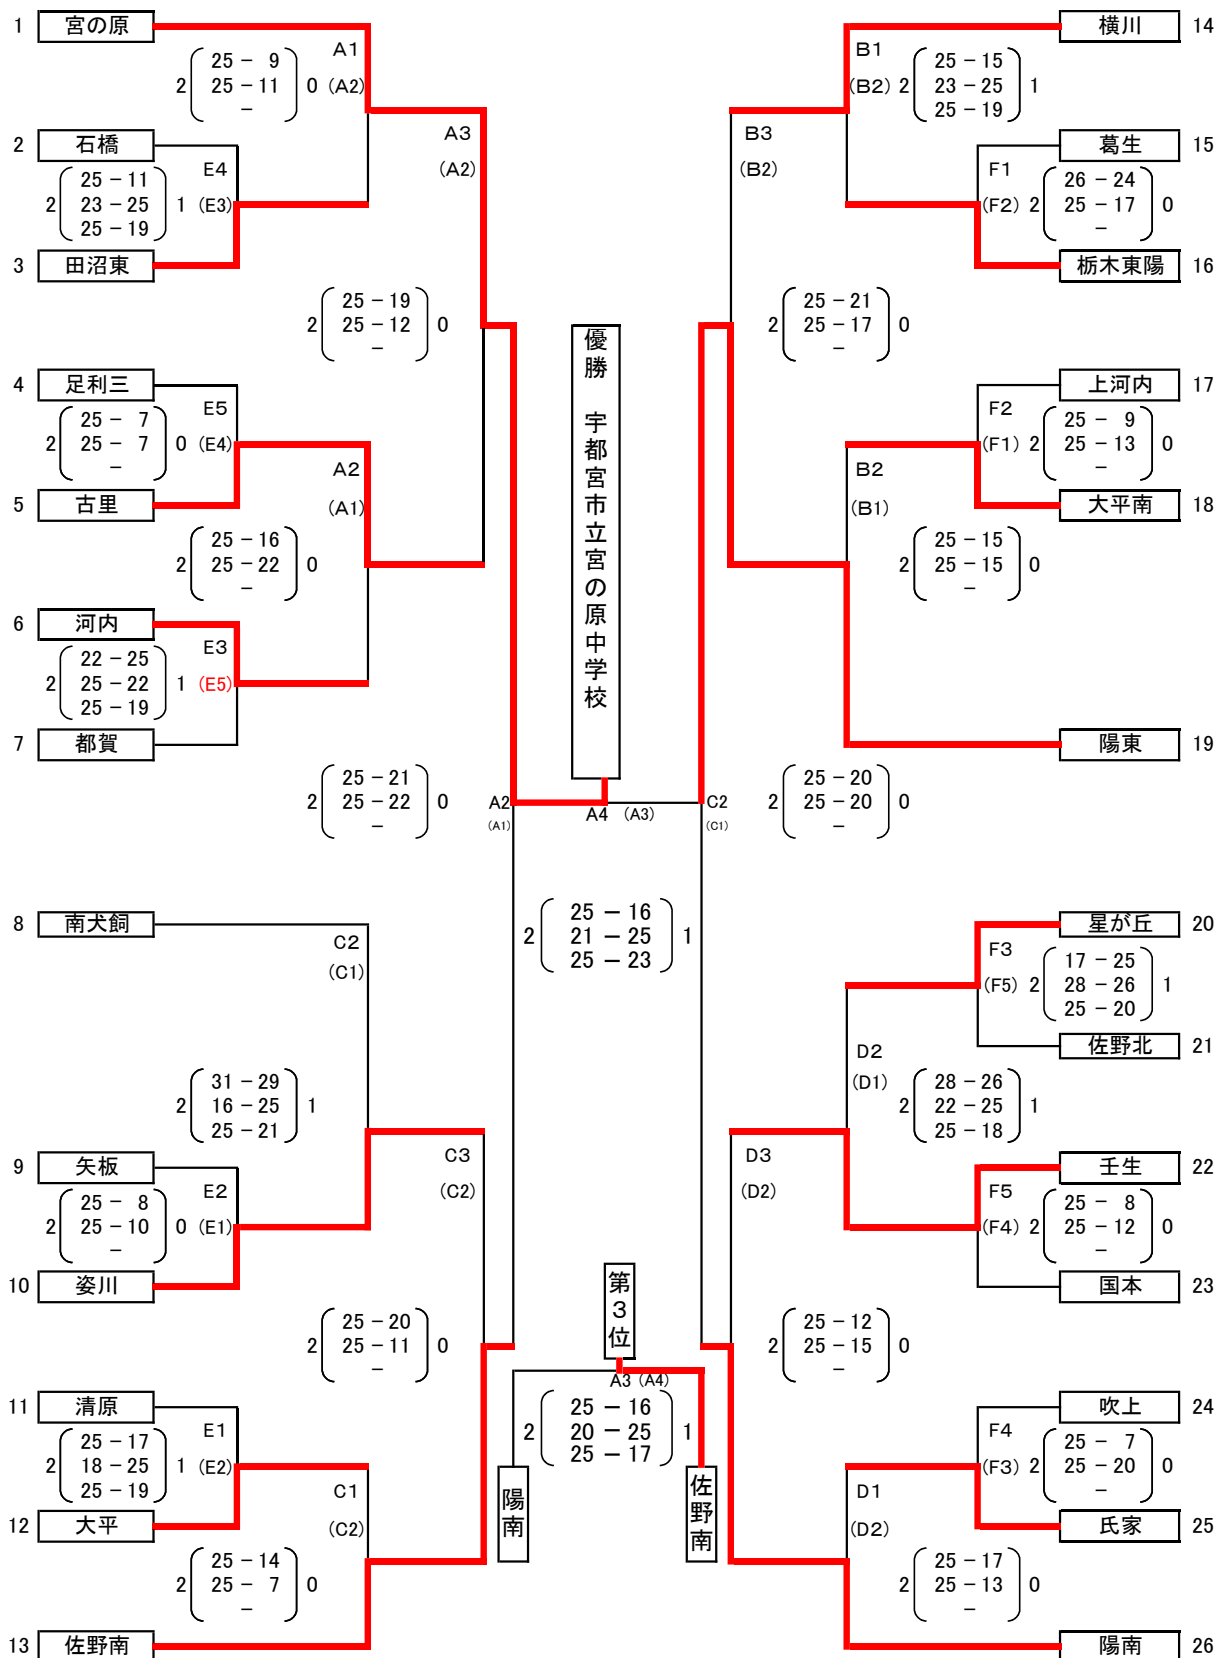 1 宮の原
A1
25 － 9
2 25 － 11 0 (A2)
－
2 石橋
E4
25 － 11
2 23 － 25 1 (E3)
25 － 19
3 田沼東
A3
(A2)
25 － 19
2 25 － 12 0
－
4 足利三
E5
25 － 7
2 25 － 7 0 (E4)
－
5 古里
A2
(A1)
25 － 16
2 25 － 22 0
－
6 河内
E3
22 － 25
2 25 － 22 1 (E5)
25 － 19
7 都賀
25 － 21
2 25 － 22 0
－
A2
(A1)
8 南犬飼
C2
(C1)
31 － 29
2 16 － 25 1
25 － 21
9 矢板
E2
25 － 8
2 25 － 10 0 (E1)
－
10 姿川
C3
(C2)
25 － 20
2 25 － 11 0
－
11 清原
E1
25 － 17
2 18 － 25 1 (E2)
25 － 19
12 大平
C1
(C2)
25 － 14
2 25 － 7 0
－
13 佐野南
優勝 宇都宮市立宮の原中学校
A4 (A3)
25 － 16
2 21 － 25 1
25 － 23
第3位
A3 (A4)
25 － 16
2 20 － 25 1
25 － 17
陽南
佐野南
横川 14
B1
25 － 15
(B2) 2 23 － 25 1
25 － 19
葛生 15
F1
26 － 24
(F2) 2 25 － 17 0
－
栃木東陽 16
B3
(B2)
25 － 21
2 25 － 17 0
－
上河内 17
F2
25 － 9
(F1) 2 25 － 13 0
－
大平南 18
B2
(B1)
25 － 15
2 25 － 15 0
－
陽東 19
C2
(C1)
25 － 20
2 25 － 20 0
－
星が丘 20
F3
17 － 25
(F5) 2 28 － 26 1
25 － 20
佐野北 21
D2
(D1)
28 － 26
2 22 － 25 1
25 － 18
壬生 22
F5
25 － 8
(F4) 2 25 － 12 0
－
国本 23
D3
(D2)
25 － 12
2 25 － 15 0
－
吹上 24
F4
25 － 7
(F3) 2 25 － 20 0
－
氏家 25
D1
(D2)
25 － 17
2 25 － 13 0
－
陽南 26